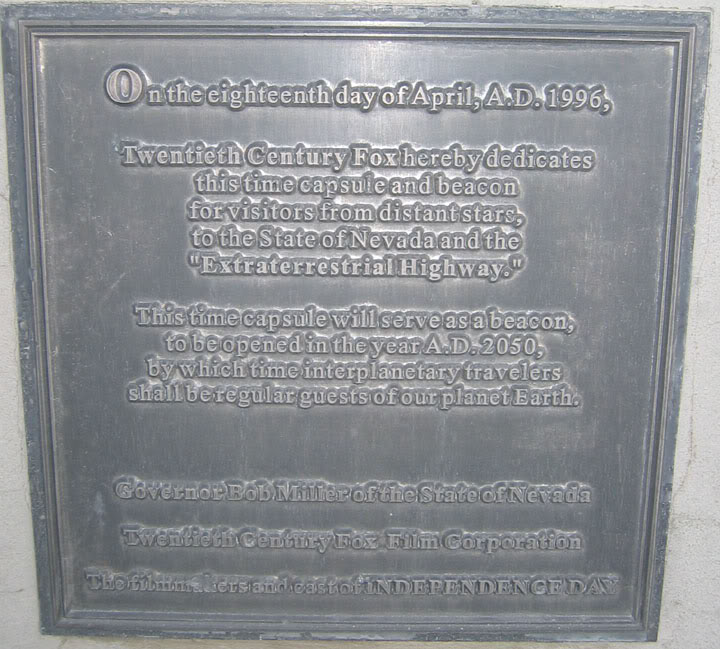 On the eighteenth day of April, A.D. 1996,
Twentieth Century Fox hereby dedicates
this time capsule and beacon
for visitors from distant stars,
to the State of Nevada and the
"Extraterrestrial Highway."
This time capsule will serve as a beacon,
to be opened in the year A.D. 2050,
by which time interplanetary travelers
shall be regular guests of our planet Earth.
Governor Bob Miller of the State of Nevada
Twentieth Century Fox Film Corporation
The filmmakers and cast of INDEPENDENCE DAY